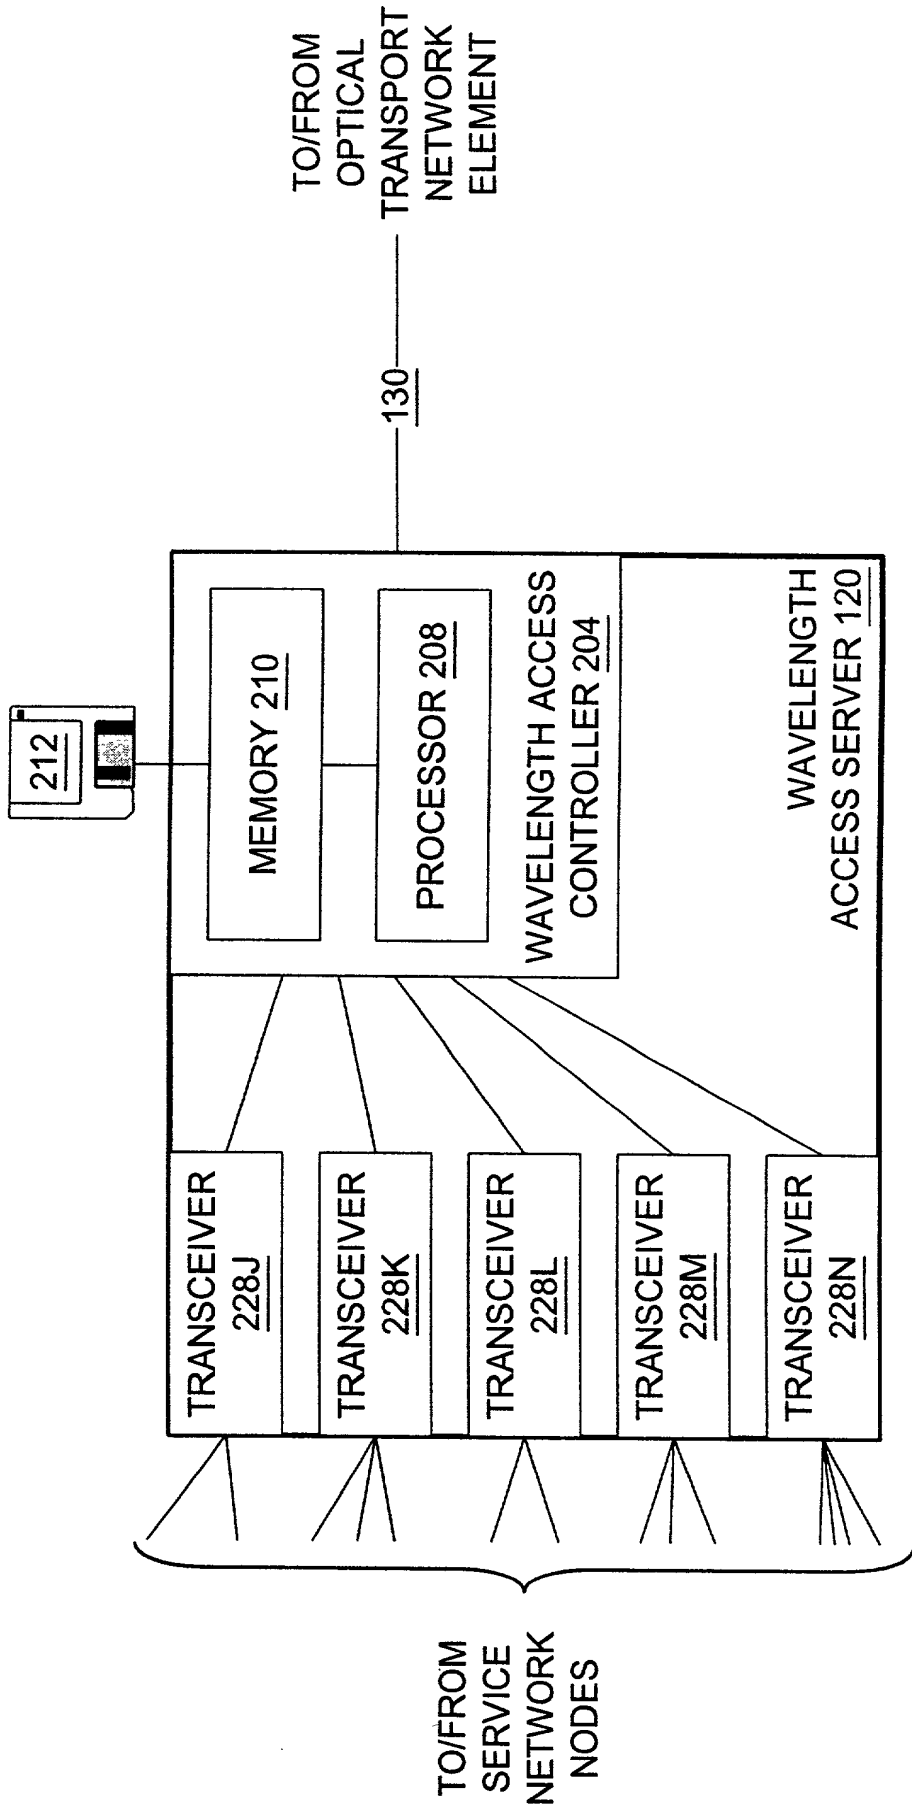 TO/FROM
SERVICE
NETWORK
NODES
TRANSCEIVER
228J
TRANSCEIVER
228K
TRANSCEIVER
228L
TRANSCEIVER
228M
TRANSCEIVER
228N
212
MEMORY 210
PROCESSOR 208
WAVELENGTH ACCESS
CONTROLLER 204
WAVELENGTH
ACCESS SERVER 120
130
TO/FROM
OPTICAL
TRANSPORT
NETWORK
ELEMENT